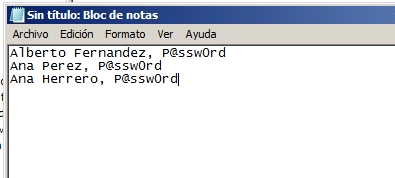 Sin título: Bloc de notas
Archivo Edición Formato Ver Ayuda
Alberto Fernandez, P@ssw0rd
Ana Perez, P@ssw0rd
Ana Herrero, P@ssw0rd